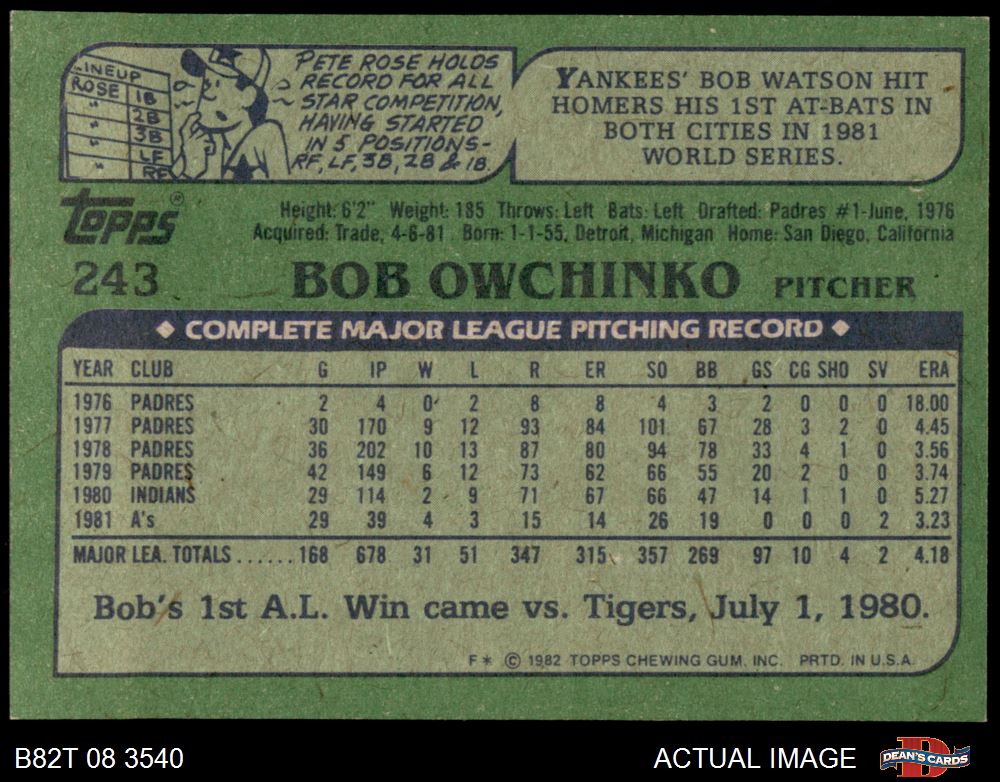 LINEUP
ROSE 1B
" 2B
" 3B
" LF
" RF
PETE ROSE HOLDS
RECORD FOR ALL
STAR COMPETITION,
HAVING STARTED
IN 5 POSITIONS-
RF, LF, 3B, 2B & 1B.
YANKEES' BOB WATSON HIT
HOMERS HIS 1ST AT-BATS IN
BOTH CITIES IN 1981
WORLD SERIES.
Topps®
Height: 6'2" Weight: 185 Throws: Left Bats: Left Drafted: Padres #1-June, 1976
Acquired: Trade, 4-6-81 Born: 1-1-55, Detroit, Michigan Home: San Diego, California
243 BOB OWCHINKO PITCHER
◆ COMPLETE MAJOR LEAGUE PITCHING RECORD ◆
YEAR CLUB G IP W L R ER SO BB GS CG SHO SV ERA
1976 PADRES 2 4 0 2 8 8 4 3 2 0 0 0 18.00
1977 PADRES 30 170 9 12 93 84 101 67 28 3 2 0 4.45
1978 PADRES 36 202 10 13 87 80 94 78 33 4 1 0 3.56
1979 PADRES 42 149 6 12 73 62 66 55 20 2 0 0 3.74
1980 INDIANS 29 114 2 9 71 67 66 47 14 1 1 0 5.27
1981 A's 29 39 4 3 15 14 26 19 0 0 0 2 3.23
MAJOR LEA. TOTALS ...... 168 678 31 51 347 315 357 269 97 10 4 2 4.18
Bob's 1st A.L. Win came vs. Tigers, July 1, 1980.
F* © 1982 TOPPS CHEWING GUM, INC. PRTD. IN U.S.A.
B82T 08 3540 ACTUAL IMAGE DEAN'S CARDS